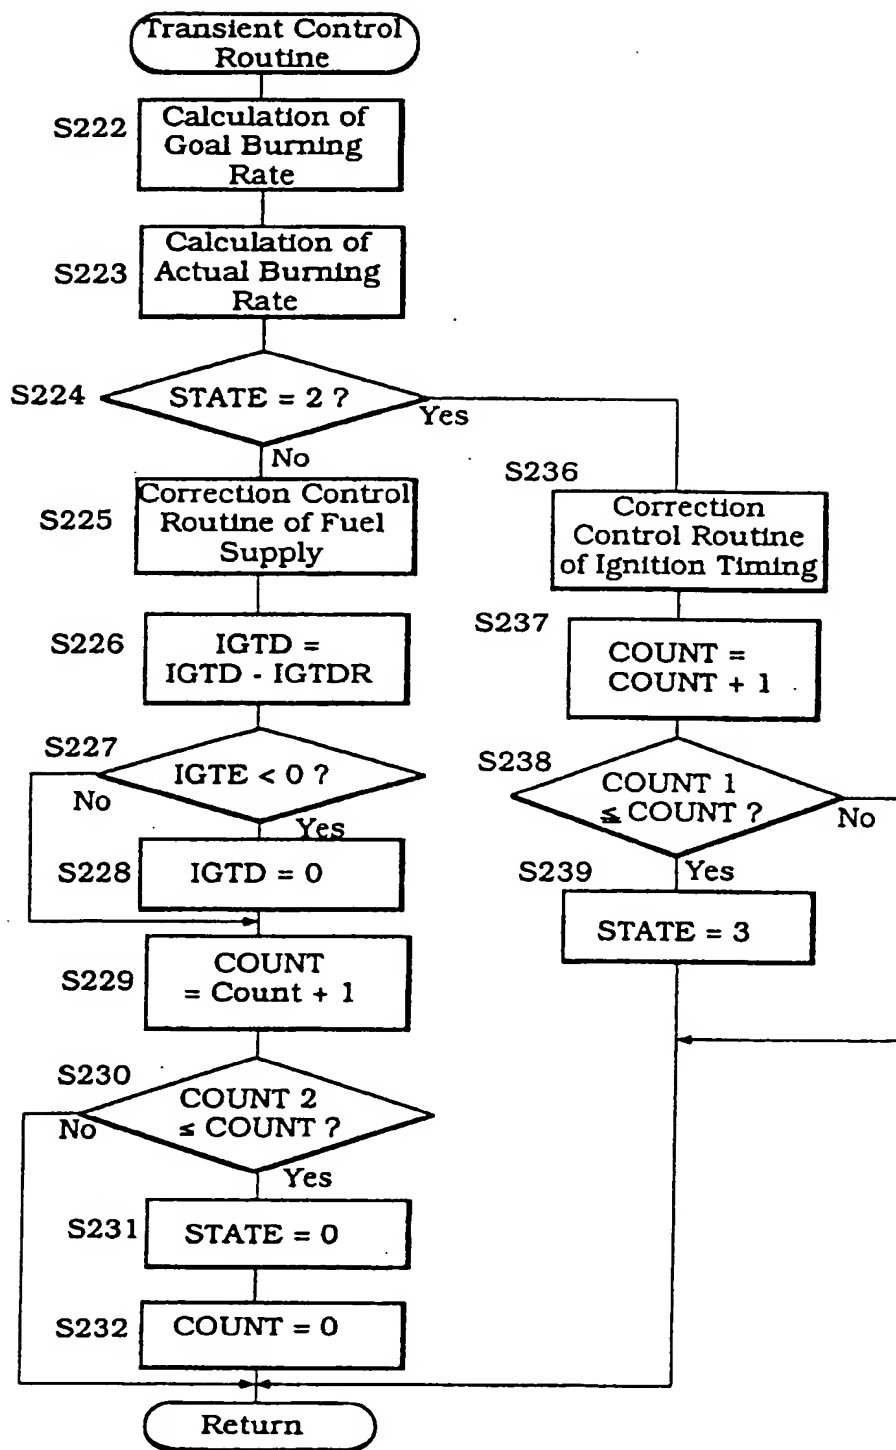 Transient Control
Routine
S222
Calculation of
Goal Burning
Rate
S223
Calculation of
Actual Burning
Rate
S224
STATE = 2 ?
Yes
No
S225
Correction Control
Routine of Fuel
Supply
S226
IGTD =
IGTD - IGTDR
S227
IGTE < 0 ?
No
Yes
S228
IGTD = 0
S229
COUNT
= Count + 1
S230
COUNT 2
≤ COUNT ?
No
Yes
S231
STATE = 0
S232
COUNT = 0
S236
Correction
Control Routine
of Ignition Timing
S237
COUNT =
COUNT + 1
S238
COUNT 1
≦ COUNT ?
No
Yes
S239
STATE = 3
Return